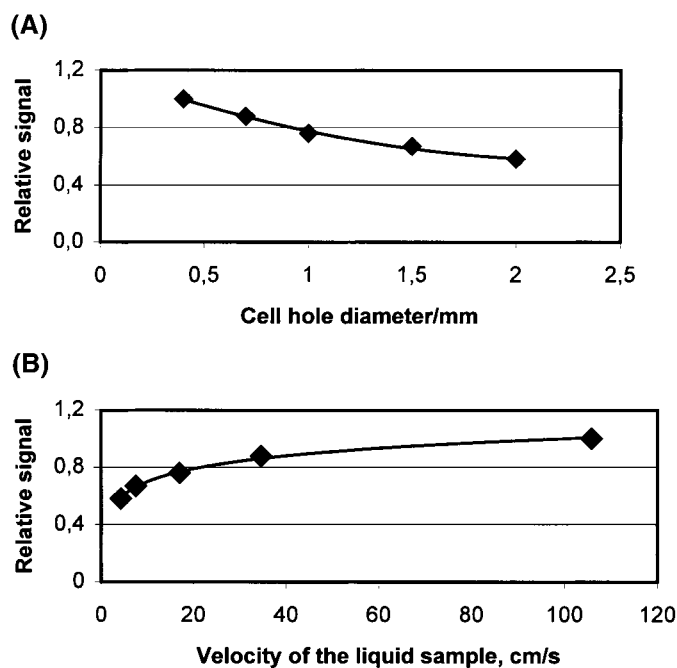 (A)
Relative signal
1,2
0,8
0,4
0,0
0 0,5 1 1,5 2 2,5
Cell hole diameter/mm
(B)
Relative signal
1,2
0,8
0,4
0
0 20 40 60 80 100 120
Velocity of the liquid sample, cm/s